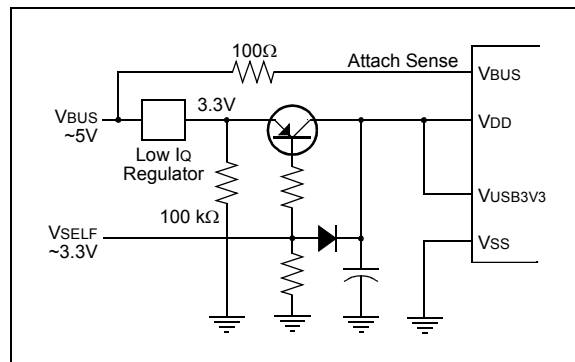 100Ω
Attach Sense
VBUS
VBUS
~5V
3.3V
VDD
Low IQ
Regulator
VUSB3V3
100 kΩ
VSELF
~3.3V
VSS